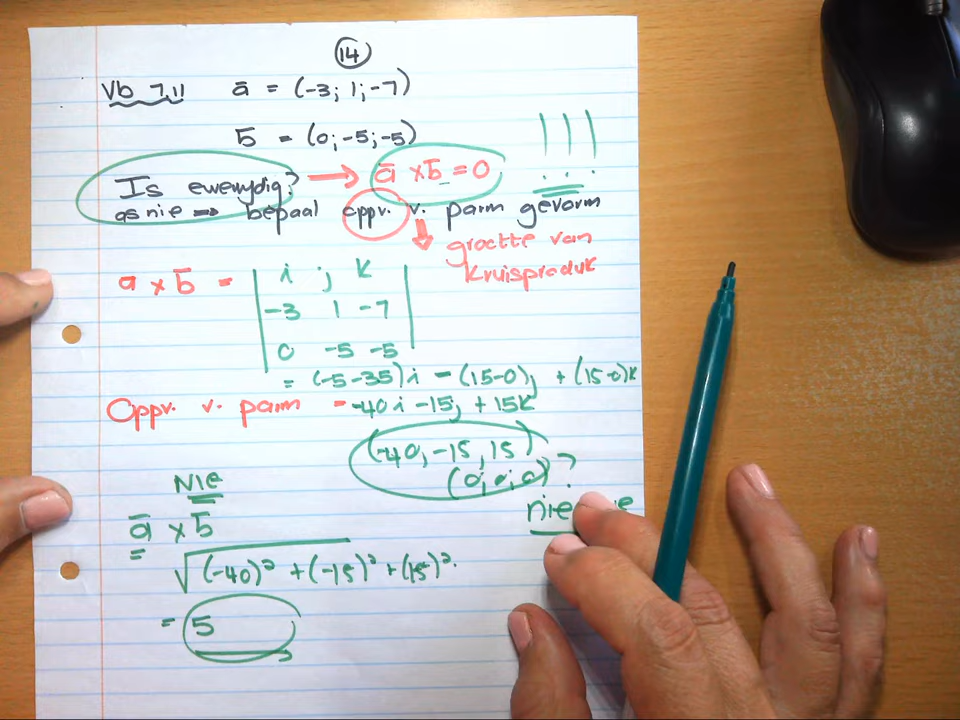 14
Vb 7,11 ā = (-3; 1; -7)
b̄ = (0; -5; -5)
Is ewewydig? → ā × b̄ = 0 !!!
as nie → bepaal oppv. v. parm gevorm
↓ grootte van
kruisproduk
a × b̄ = | i j k |
| -3 1 -7 |
| 0 -5 -5 |
= (-5-35)i - (15-0)j + (15-0)k
Oppv. v. parm = -40i - 15j + 15k
(-40, -15, 15)
(0; 0; 0) ?
Nie
ā × b̄
= √(-40)² + (-15)² + (15)².
= 5